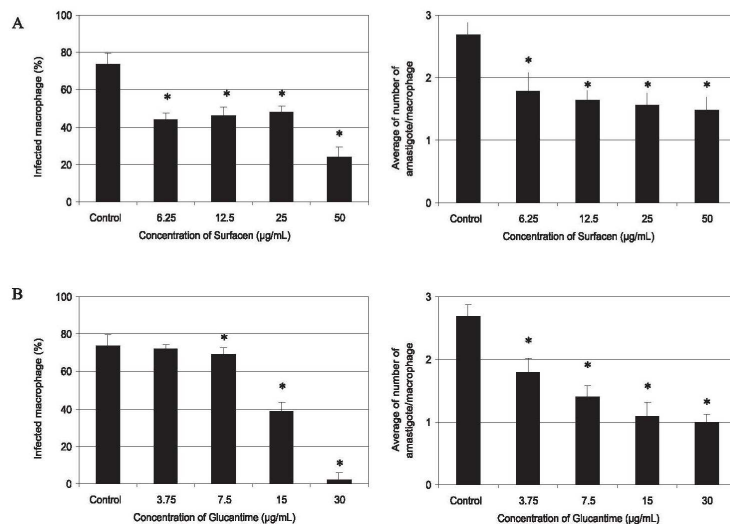 A
Infected macrophage (%)
100
80
60
40
20
0
*
*
*
*
Control 6.25 12.5 25 50
Concentration of Surfacen (µg/mL)
Average of number of
amastigote/macrophage
3
2
1
0
*
*
*
*
Control 6.25 12.5 25 50
Concentration of Surfacen (µg/mL)
B
Infected macrophage (%)
100
80
60
40
20
0
*
*
*
Control 3.75 7.5 15 30
Concentration of Glucantime (µg/mL)
Average of number of
amastigote/macrophage
3
2
1
0
*
*
*
*
Control 3.75 7.5 15 30
Concentration of Glucantime (µg/mL)